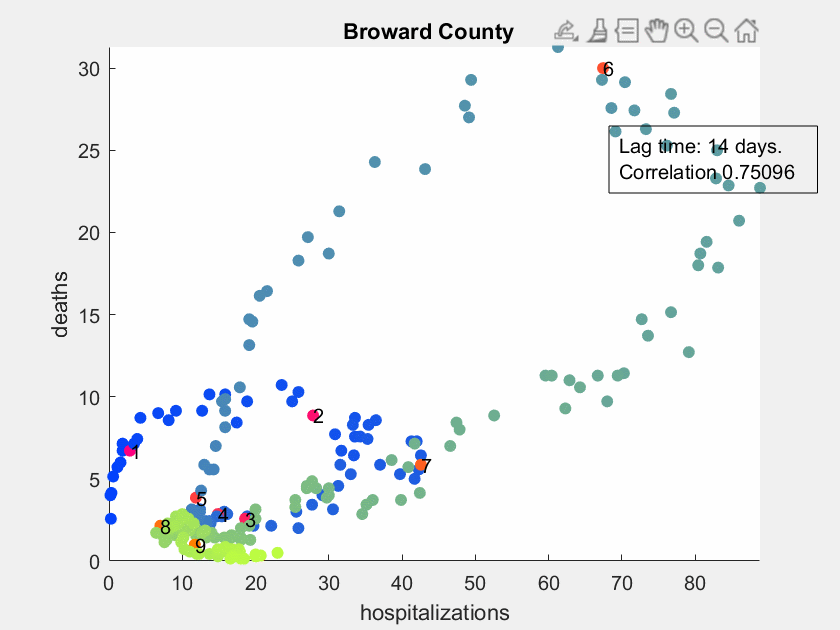 Broward County
30
25
20
15
10
5
0
deaths
Lag time: 14 days.
Correlation 0.75096
6
2
1
7
5
4
3
8
9
0 10 20 30 40 50 60 70 80
hospitalizations